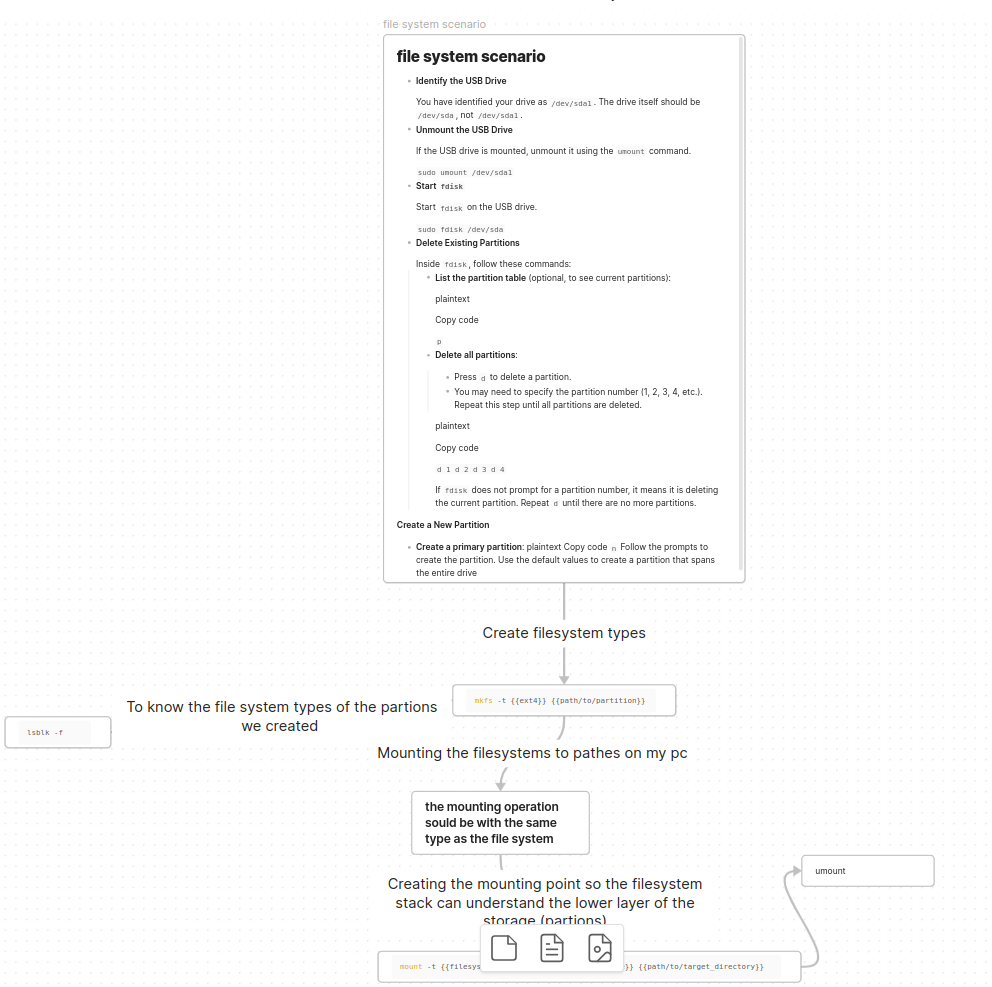 file system scenario
file system scenario
Identify the USB Drive
You have identified your drive as /dev/sda1. The drive itself should be
/dev/sda, not /dev/sda1.
Unmount the USB Drive
If the USB drive is mounted, unmount it using the umount command.
sudo umount /dev/sda1
Start fdisk
Start fdisk on the USB drive.
sudo fdisk /dev/sda
Delete Existing Partitions
Inside fdisk, follow these commands:
List the partition table (optional, to see current partitions):
plaintext
Copy code
p
Delete all partitions:
Press d to delete a partition.
You may need to specify the partition number (1, 2, 3, 4, etc.).
Repeat this step until all partitions are deleted.
plaintext
Copy code
d 1 d 2 d 3 d 4
If fdisk does not prompt for a partition number, it means it is deleting
the current partition. Repeat d until there are no more partitions.
Create a New Partition
Create a primary partition: plaintext Copy code n Follow the prompts to
create the partition. Use the default values to create a partition that spans
the entire drive
Create filesystem types
mkfs -t {{ext4}} {{path/to/partition}}
To know the file system types of the partions
we created
lsblk -f
Mounting the filesystems to pathes on my pc
the mounting operation
sould be with the same
type as the file system
Creating the mounting point so the filesystem
stack can understand the lower layer of the
storage (partions)
umount
mount -t {{filesys }} {{path/to/target_directory}}